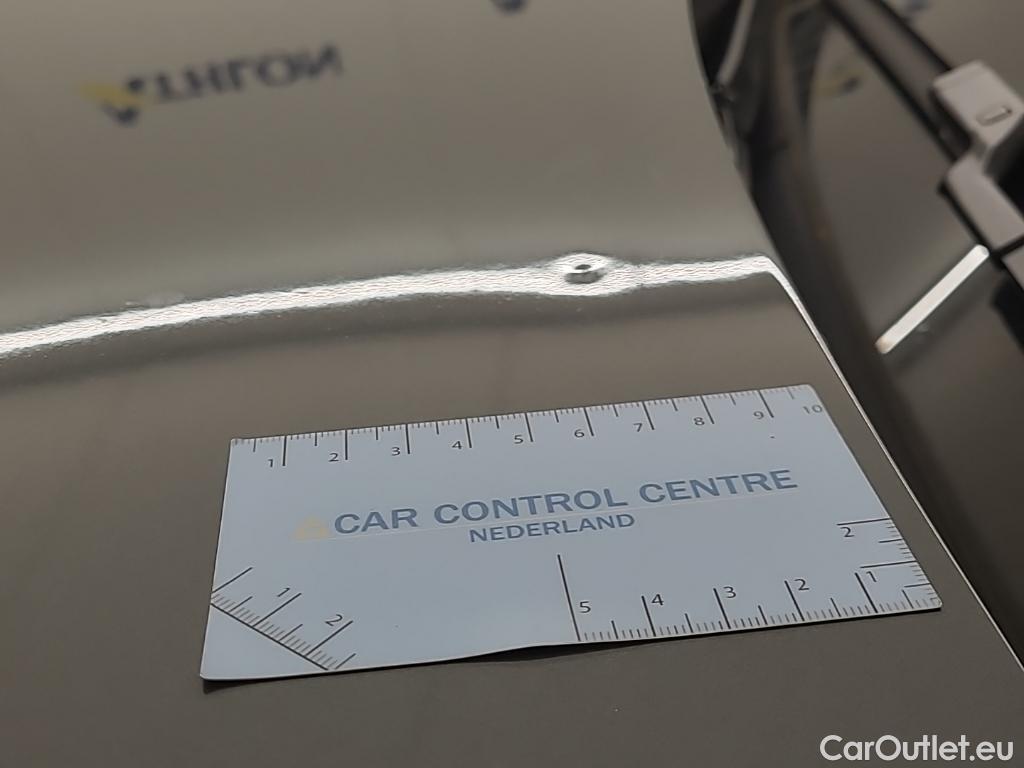 ATHLON
1 2 3 4 5 6 7 8 9 10
CAR CONTROL CENTRE
NEDERLAND
2
1 2
5 4 3 2 1
CarOutlet.eu